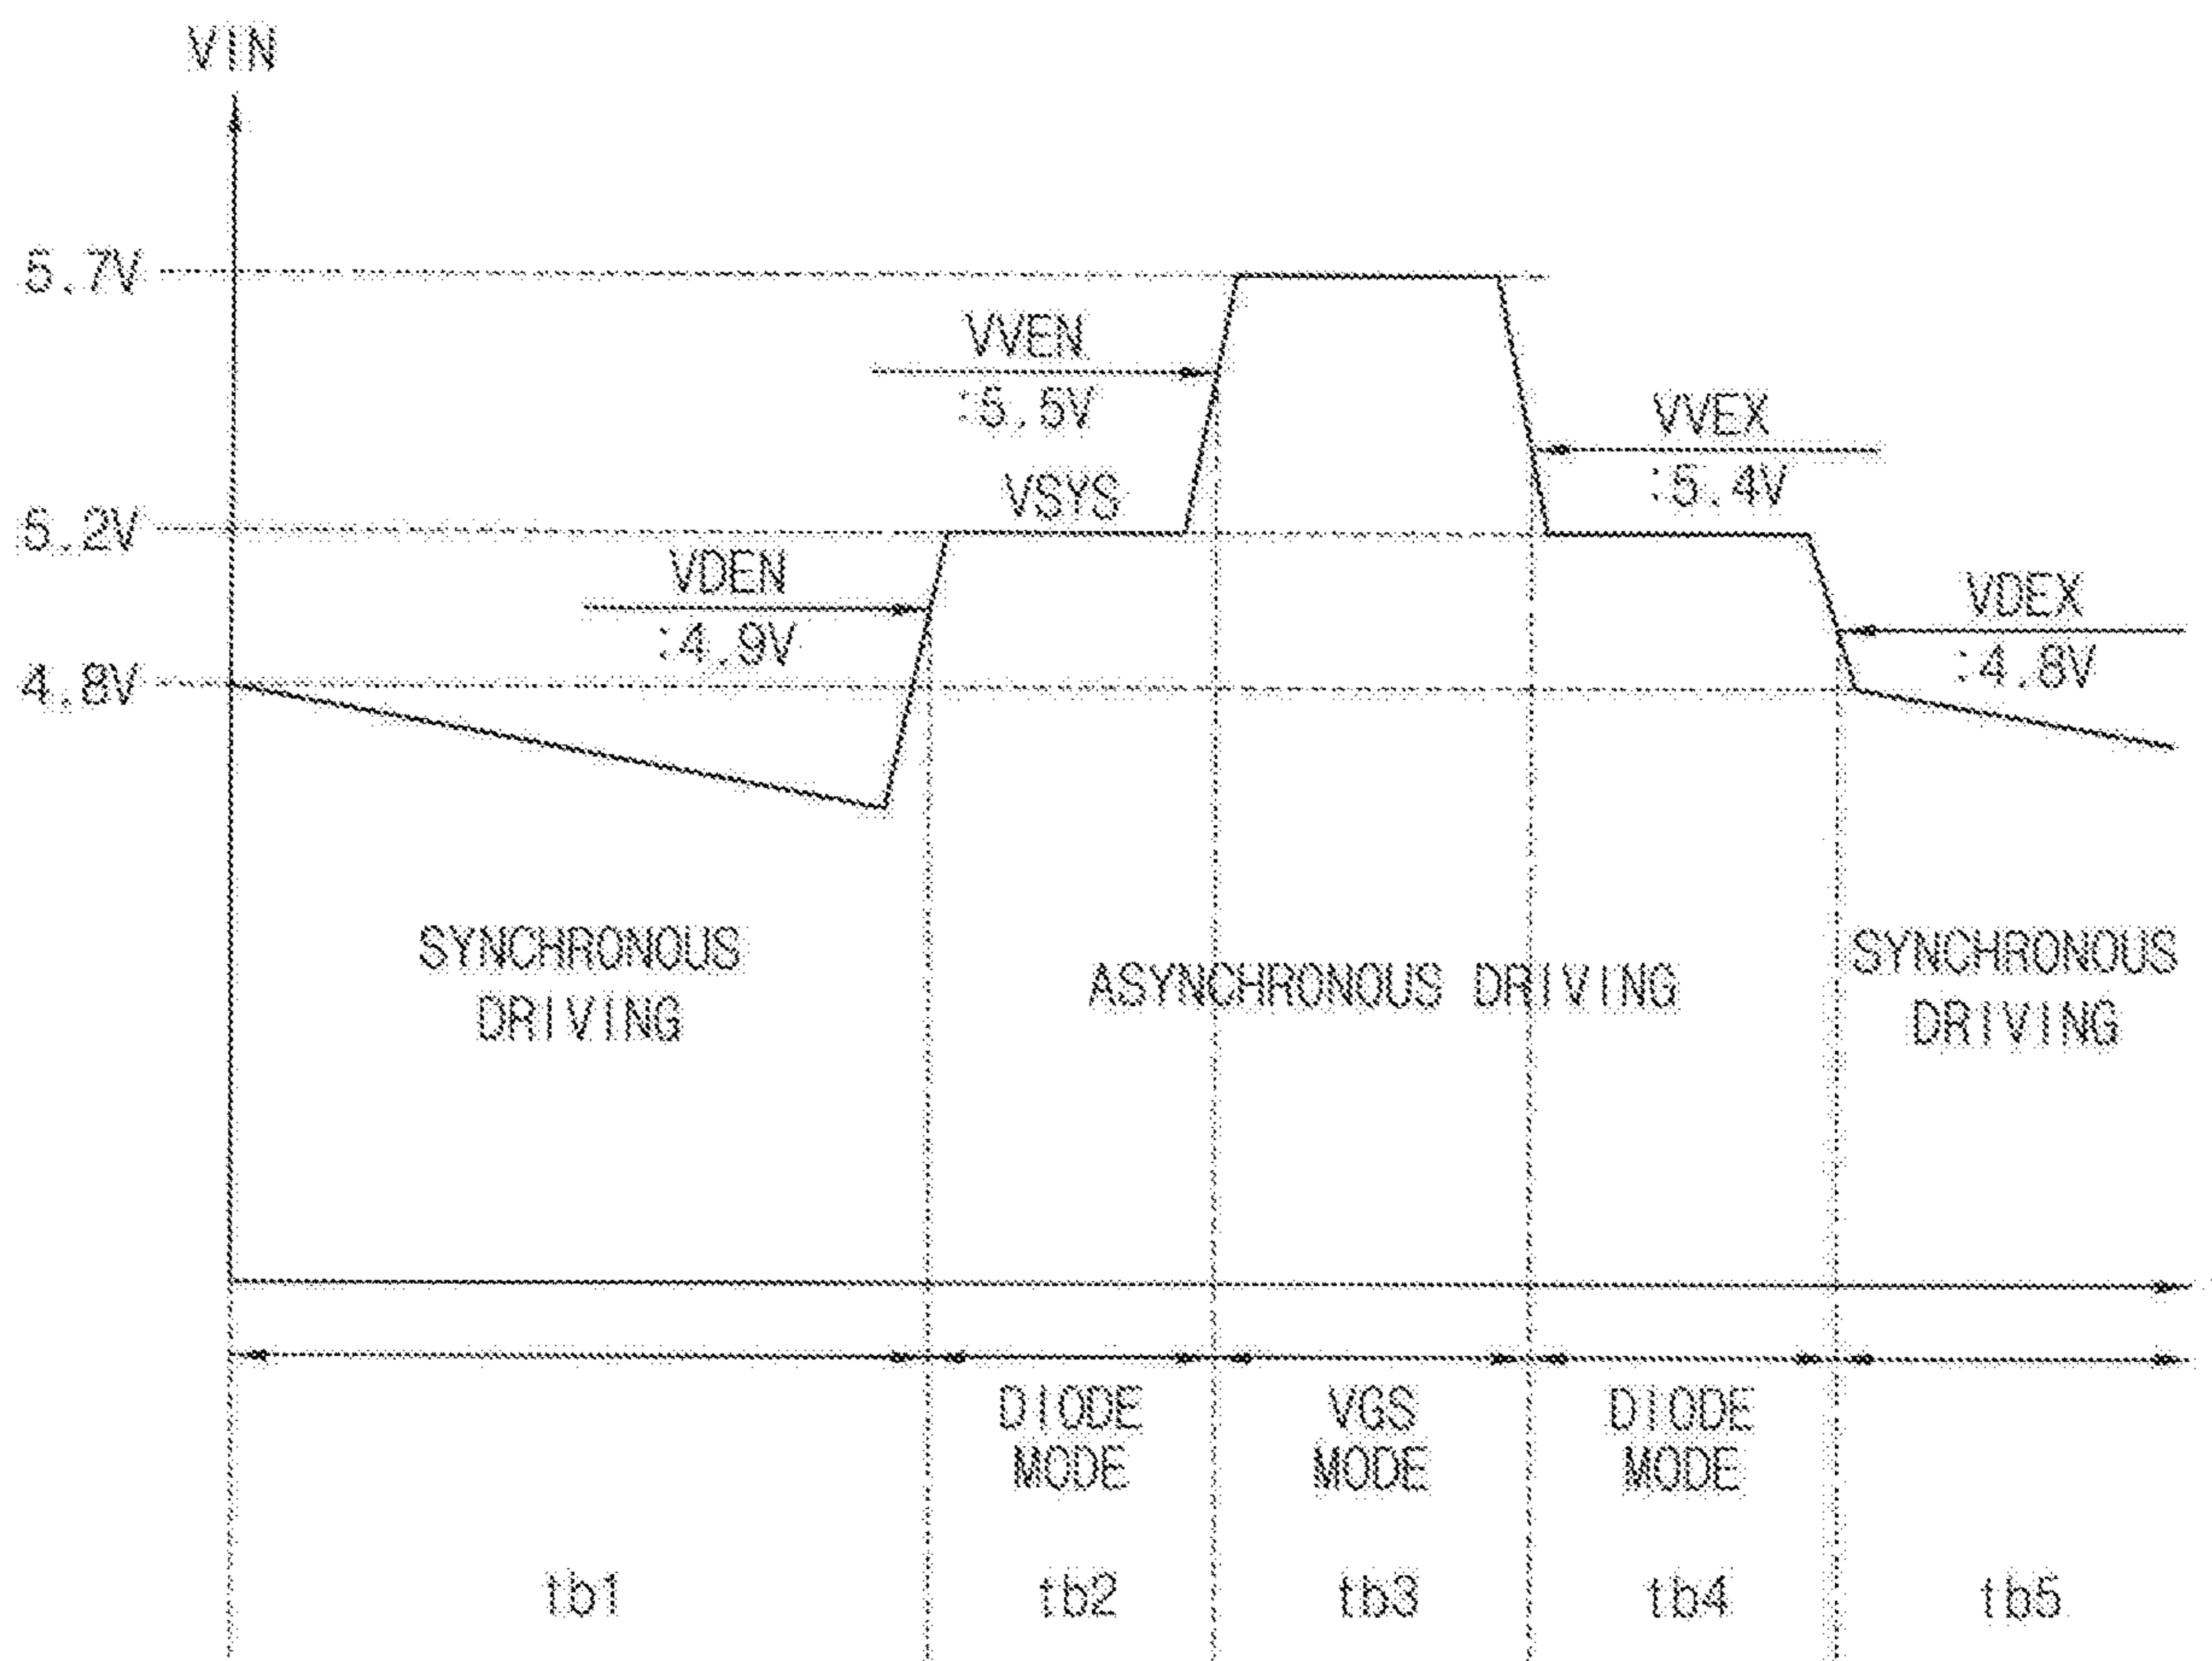 VIN
5.7V
VVEN
:5.5V
VVEX
:5.4V
VSYS
5.2V
VDEN
:4.9V
VDEX
:4.8V
4.8V
SYNCHRONOUS
DRIVING
ASYNCHRONOUS DRIVING
SYNCHRONOUS
DRIVING
DIODE
MODE
VGS
MODE
DIODE
MODE
tb1
tb2
tb3
tb4
tb5